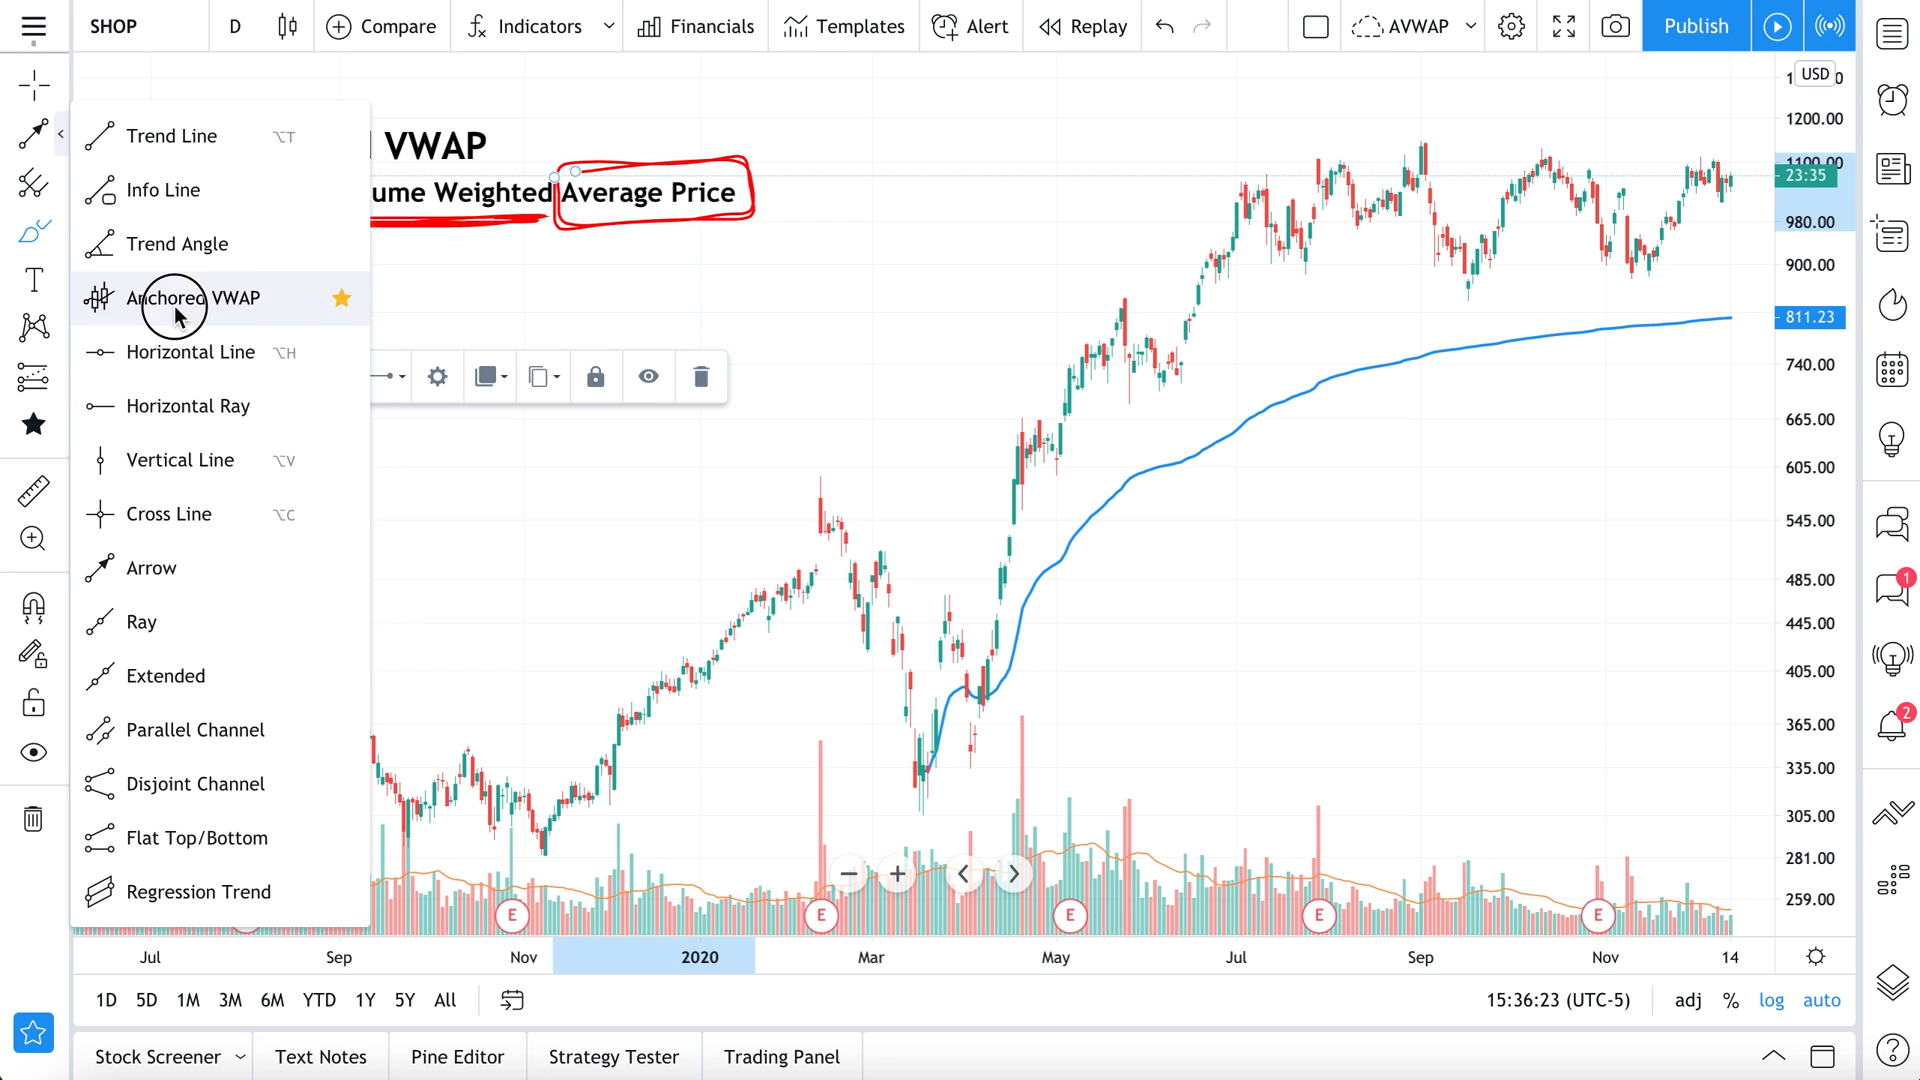 SHOP D Compare Indicators Financials Templates Alert Replay AVWAP Publish
USD
Trend Line ⌥T
Info Line
Trend Angle
Anchored VWAP
Horizontal Line ⌥H
Horizontal Ray
Vertical Line ⌥V
Cross Line ⌥C
Arrow
Ray
Extended
Parallel Channel
Disjoint Channel
Flat Top/Bottom
Regression Trend
VWAP
ume Weighted Average Price
1200.00
1100.00
23:35
980.00
900.00
811.23
740.00
665.00
605.00
545.00
485.00
445.00
405.00
365.00
335.00
305.00
281.00
259.00
1
2
E E E E E
Jul Sep Nov 2020 Mar May Jul Sep Nov 14
1D 5D 1M 3M 6M YTD 1Y 5Y All 15:36:23 (UTC-5) adj % log auto
Stock Screener Text Notes Pine Editor Strategy Tester Trading Panel